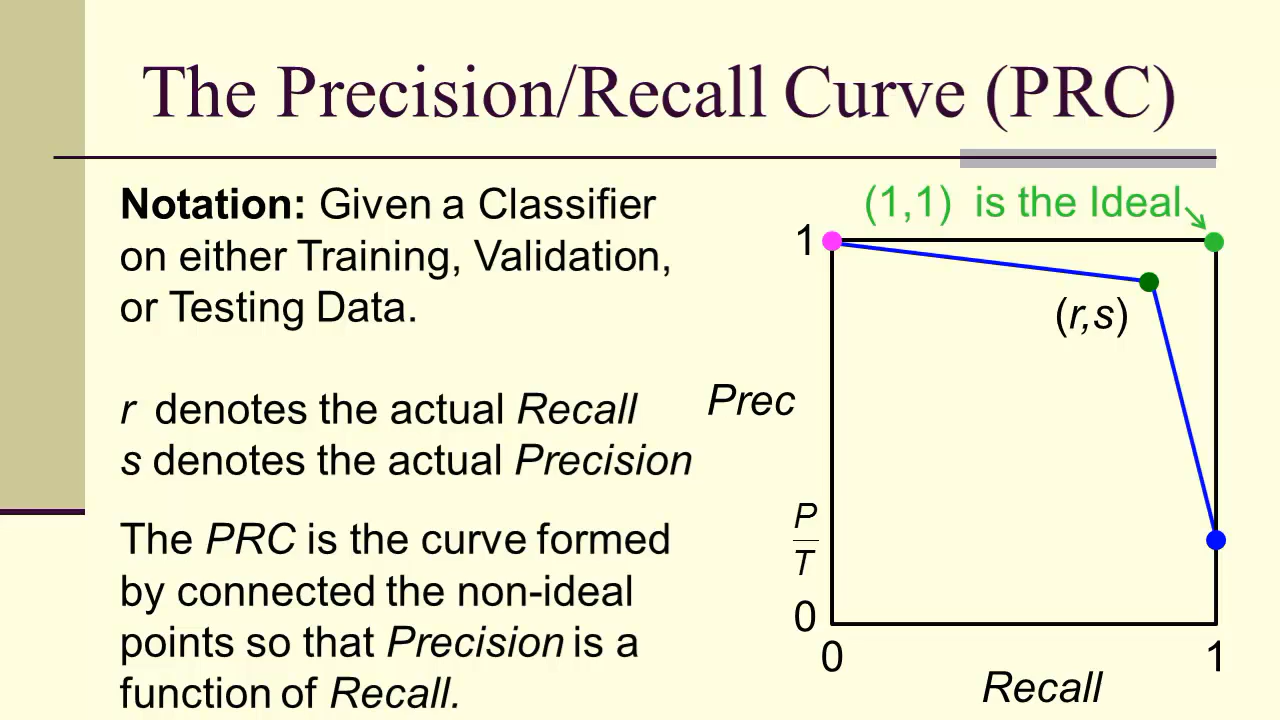 The Precision/Recall Curve (PRC)
Notation: Given a Classifier
on either Training, Validation,
or Testing Data.
r denotes the actual Recall
s denotes the actual Precision
The PRC is the curve formed
by connected the non-ideal
points so that Precision is a
function of Recall.
(1,1) is the Ideal
1
(r,s)
Prec
P
T
0
0
1
Recall